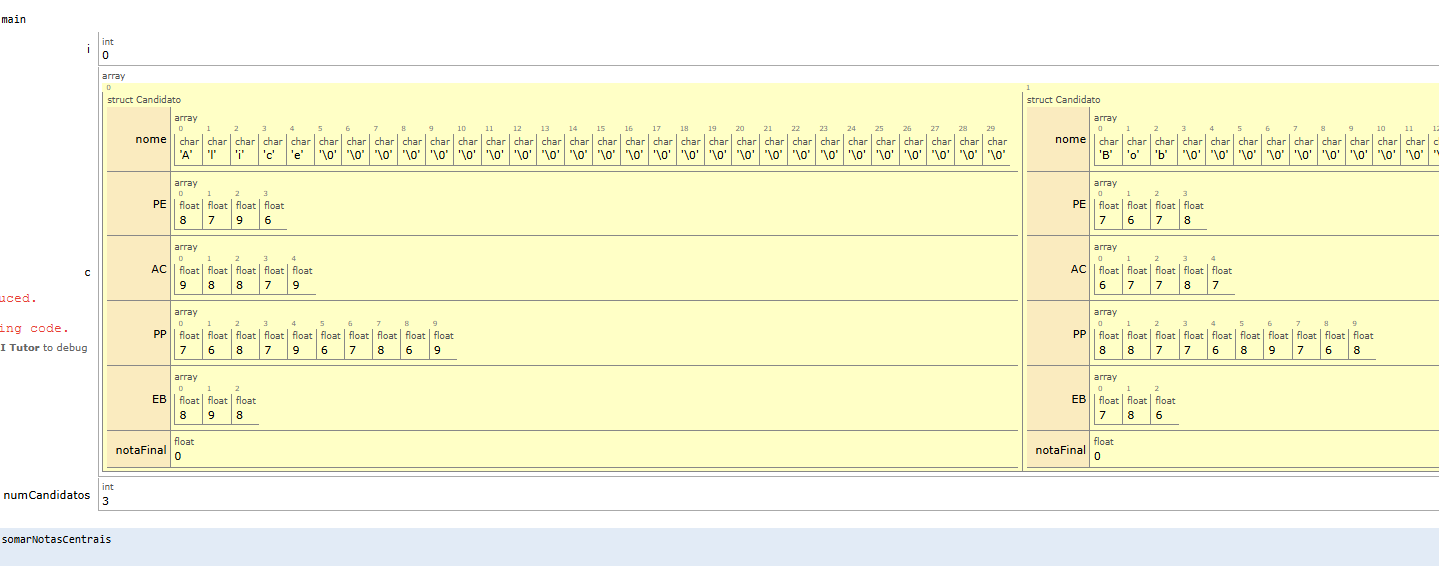 main
i
int
0
array
0 1
struct Candidato struct Candidato
nome array nome array
0 1 2 3 4 5 6 7 8 9 10 11 12 13 14 15 16 17 18 19 20 21 22 23 24 25 26 27 28 29 0 1 2 3 4 5 6 7 8 9 10 11 12
char char char char char char char char char char char char char char char char char char char char char char char char char char char char char char char char char char char char char char char char char char c
'A' 'l' 'i' 'c' 'e' '\0' '\0' '\0' '\0' '\0' '\0' '\0' '\0' '\0' '\0' '\0' '\0' '\0' '\0' '\0' '\0' '\0' '\0' '\0' '\0' '\0' '\0' '\0' '\0' '\0' 'B' 'o' 'b' '\0' '\0' '\0' '\0' '\0' '\0' '\0' '\0' '\0'
PE array PE array
0 1 2 3 0 1 2 3
float float float float float float float float
8 7 9 6 7 6 7 8
c
AC array AC array
0 1 2 3 4 0 1 2 3 4
float float float float float float float float float float
9 8 8 7 9 6 7 7 8 7
uced.
ing code.
I Tutor to debug
PP array PP array
0 1 2 3 4 5 6 7 8 9 0 1 2 3 4 5 6 7 8 9
float float float float float float float float float float float float float float float float float float float float
7 6 8 7 9 6 7 8 6 9 8 8 7 7 6 8 9 7 6 8
EB array EB array
0 1 2 0 1 2
float float float float float float
8 9 8 7 8 6
notaFinal float notaFinal float
0 0
numCandidatos
int
3
somarNotasCentrais